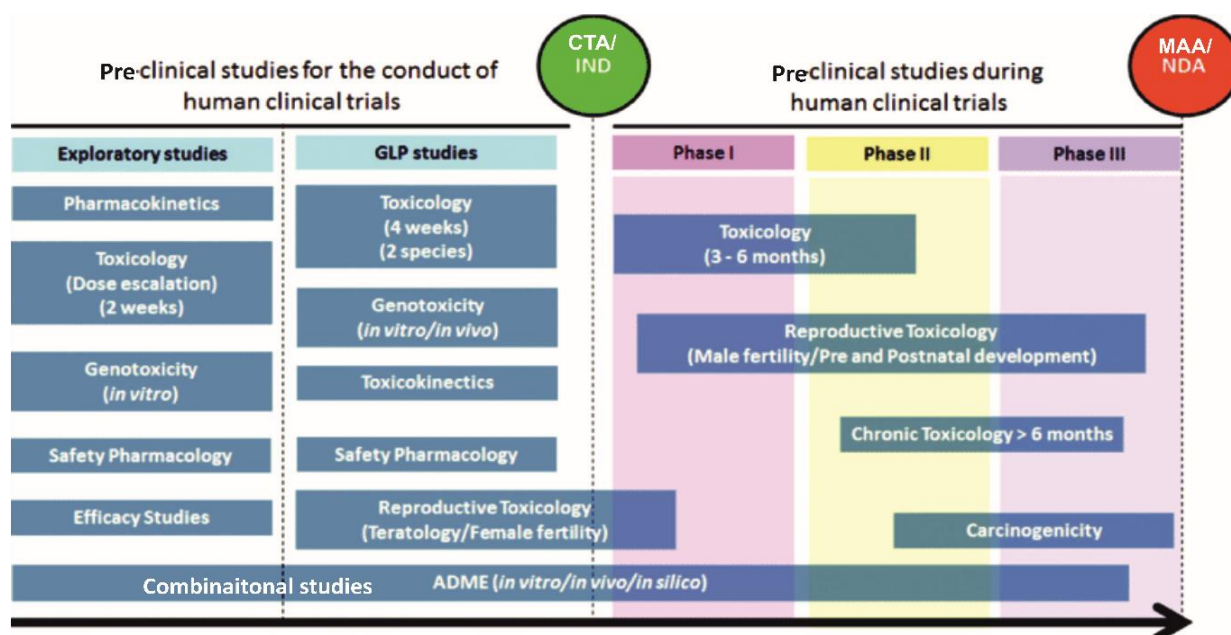 Pre-clinical studies for the conduct of
human clinical trials
CTA/
IND
Pre-clinical studies during
human clinical trials
MAA/
NDA
Exploratory studies
GLP studies
Phase I
Phase II
Phase III
Pharmacokinetics
Toxicology
(Dose escalation)
(2 weeks)
Genotoxicity
(in vitro)
Safety Pharmacology
Efficacy Studies
Toxicology
(4 weeks)
(2 species)
Genotoxicity
(in vitro/in vivo)
Toxicokinectics
Safety Pharmacology
Reproductive Toxicology
(Teratology/Female fertility)
Toxicology
(3 - 6 months)
Reproductive Toxicology
(Male fertility/Pre and Postnatal development)
Chronic Toxicology > 6 months
Carcinogenicity
Combinaitonal studies ADME (in vitro/in vivo/in silico)